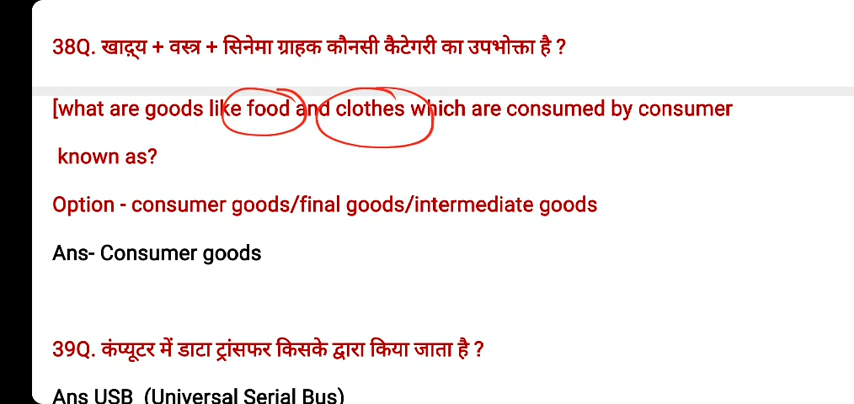 38Q. खाद्य + वस्त्र + सिनेमा ग्राहक कौनसी कैटेगरी का उपभोक्ता है ?
[what are goods like food and clothes which are consumed by consumer
known as?
Option - consumer goods/final goods/intermediate goods
Ans- Consumer goods
39Q. कंप्यूटर में डाटा ट्रांसफर किसके द्वारा किया जाता है ?
Ans USB (Universal Serial Bus)